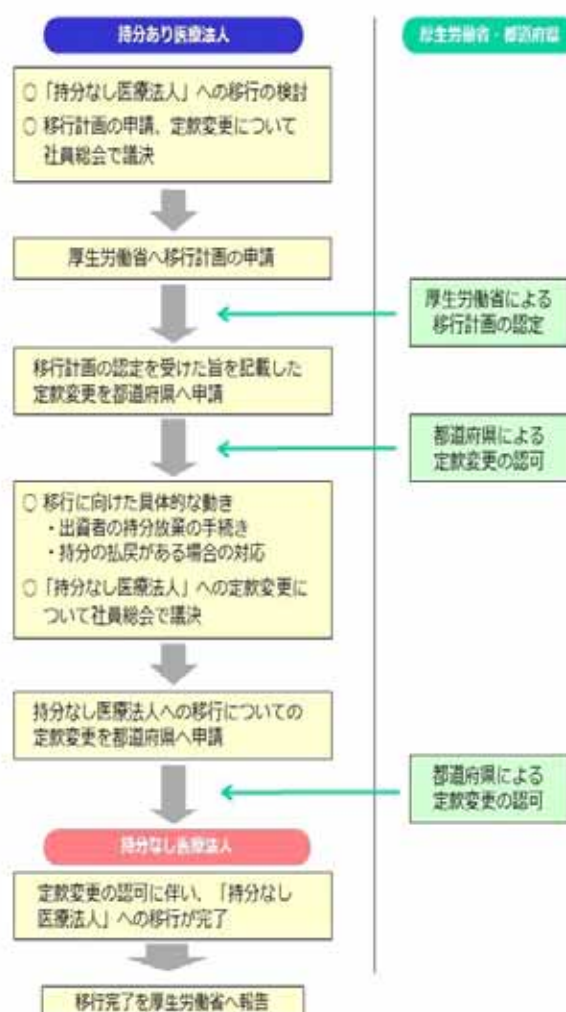 持分あり医療法人
厚生労働省・都道府県
○「持分なし医療法人」への移行の検討
○ 移行計画の申請、定款変更について
社員総会で議決
厚生労働省へ移行計画の申請
厚生労働省による
移行計画の認定
移行計画の認定を受けた旨を記載した
定款変更を都道府県へ申請
都道府県による
定款変更の認可
○ 移行に向けた具体的な動き
・出資者の持分放棄の手続き
・持分の払戻がある場合の対応
○「持分なし医療法人」への定款変更に
ついて社員総会で議決
持分なし医療法人への移行についての
定款変更を都道府県へ申請
都道府県による
定款変更の認可
持分なし医療法人
定款変更の認可に伴い、「持分なし
医療法人」への移行が完了
移行完了を厚生労働省へ報告